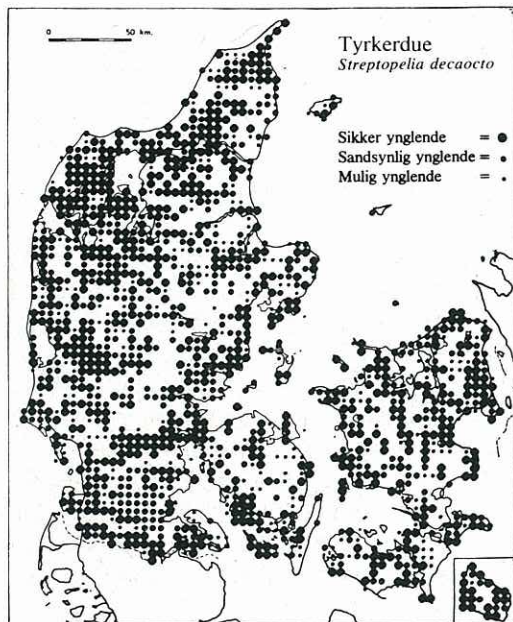 0 50 km.
Tyrkerdue
Streptopelia decaocto
Sikker ynglende =
Sandsynlig ynglende =
Mulig ynglende =